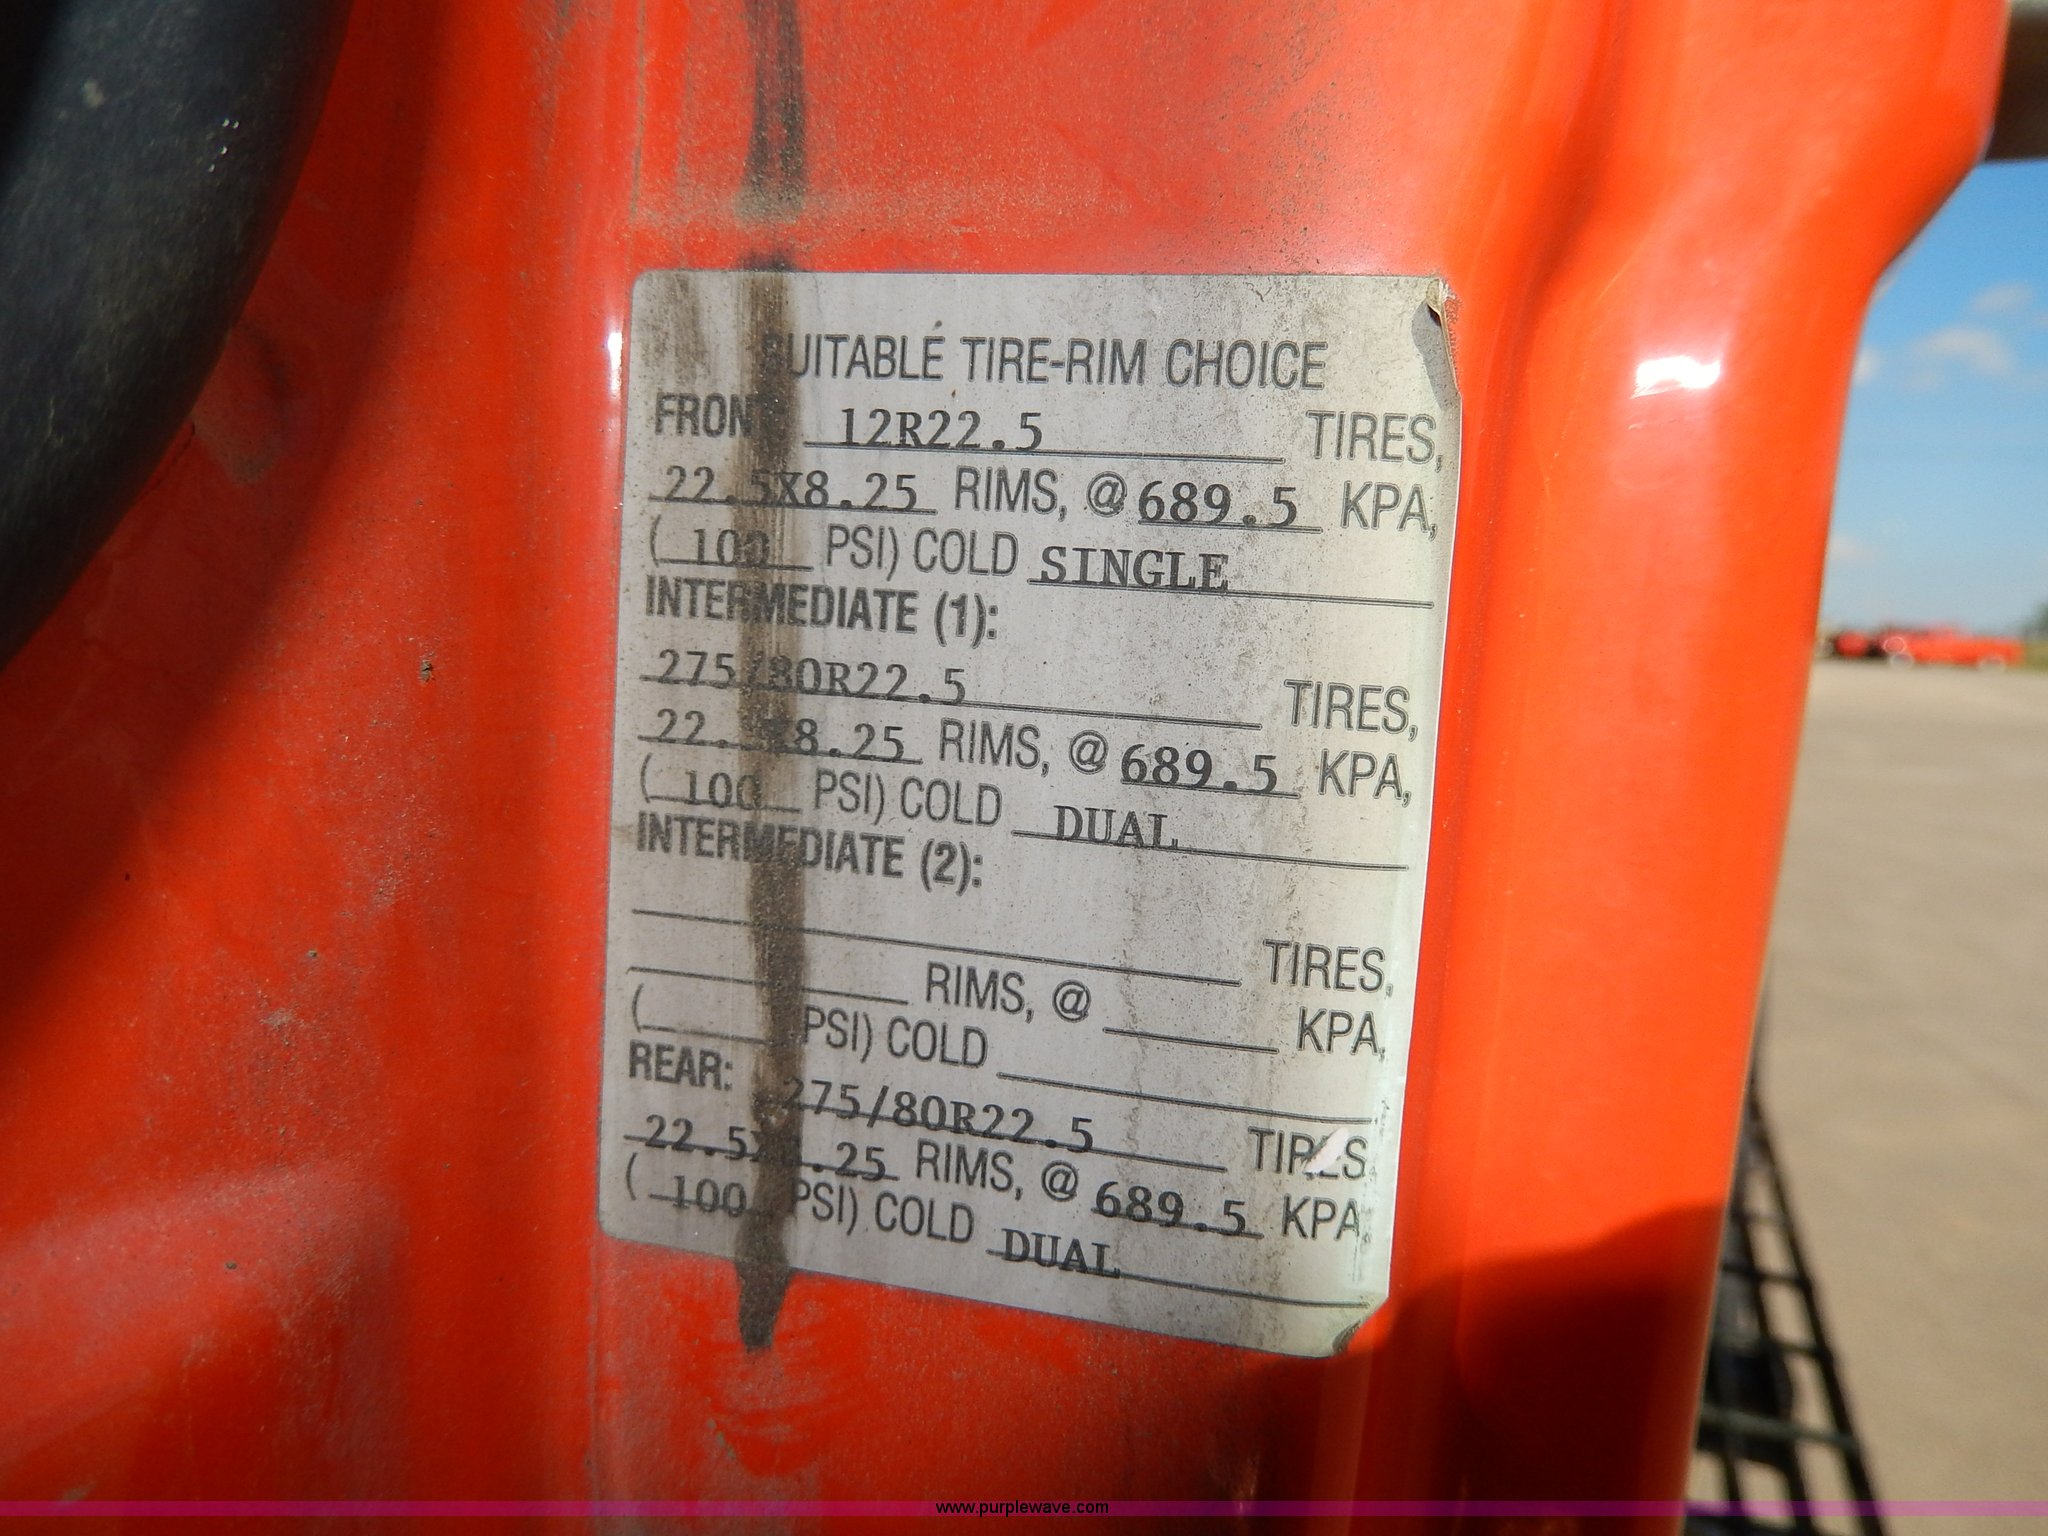 SUITABLE TIRE-RIM CHOICE
FRONT: 12R22.5 TIRES,
22.5X8.25 RIMS, @ 689.5 KPA,
( 100 PSI) COLD SINGLE
INTERMEDIATE (1):
275/80R22.5 TIRES,
22.5X8.25 RIMS, @ 689.5 KPA,
( 100 PSI) COLD DUAL
INTERMEDIATE (2):
TIRES,
RIMS, @ KPA,
( PSI) COLD
REAR: 275/80R22.5 TIRES,
22.5X8.25 RIMS, @ 689.5 KPA,
( 100 PSI) COLD DUAL
www.purplewave.com